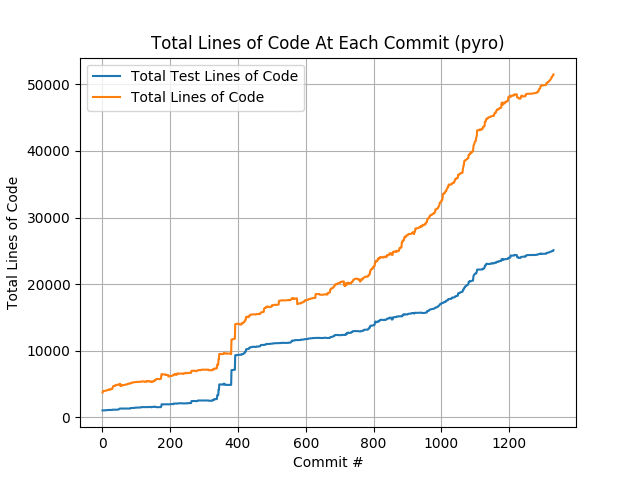 Total Lines of Code At Each Commit (pyro)
Total Test Lines of Code
Total Lines of Code
50000
40000
30000
20000
10000
0
Total Lines of Code
0 200 400 600 800 1000 1200
Commit #